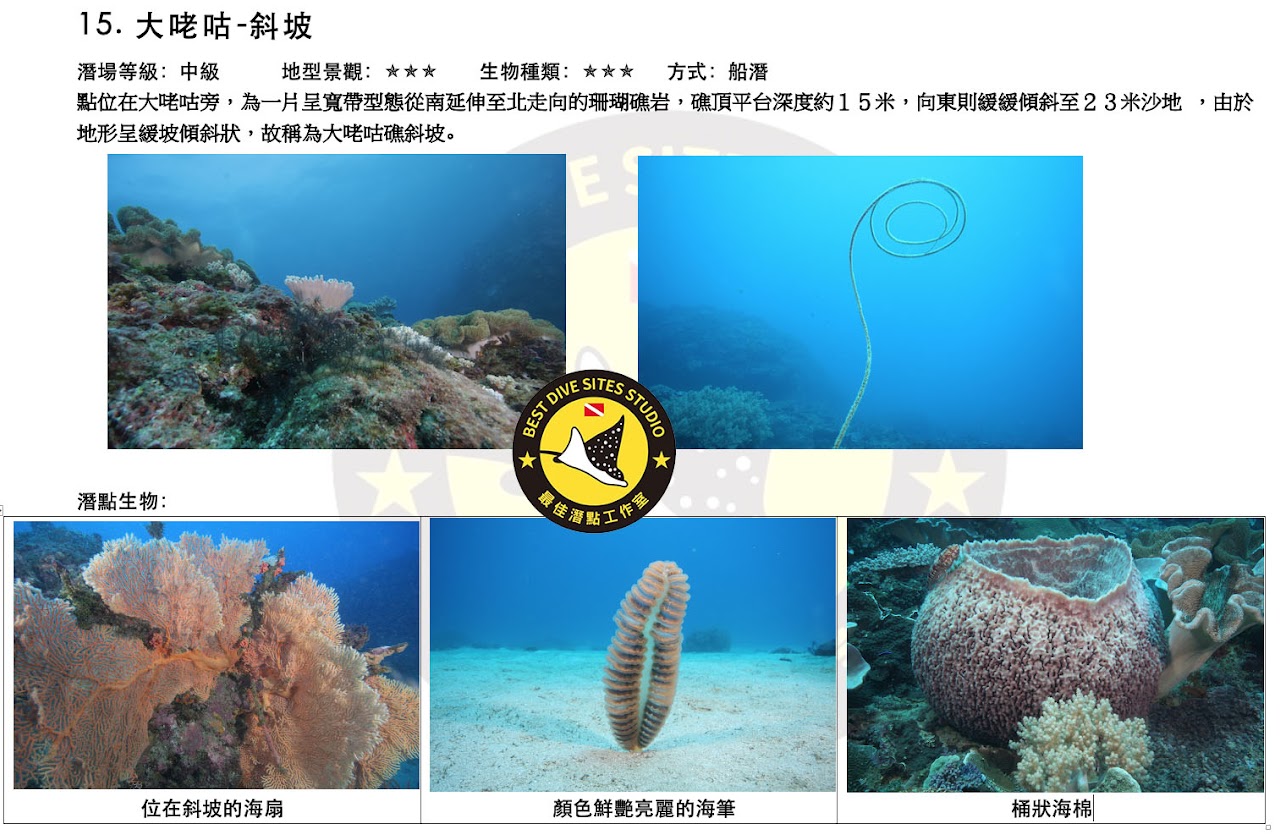 15. 大咾咕-斜坡
潛場等級: 中級 地型景觀: ★★★ 生物種類: ★★★ 方式: 船潛
點位在大咾咕旁，為一片呈寬帶型態從南延伸至北走向的珊瑚礁岩，礁頂平台深度約１５米，向東則緩緩傾斜至２３米沙地 ，由於
地形呈緩坡傾斜狀，故稱為大咾咕礁斜坡。
BEST DIVE SITES STUDIO
最佳潛點工作室
潛點生物:
位在斜坡的海扇
顏色鮮艷亮麗的海筆
桶狀海棉